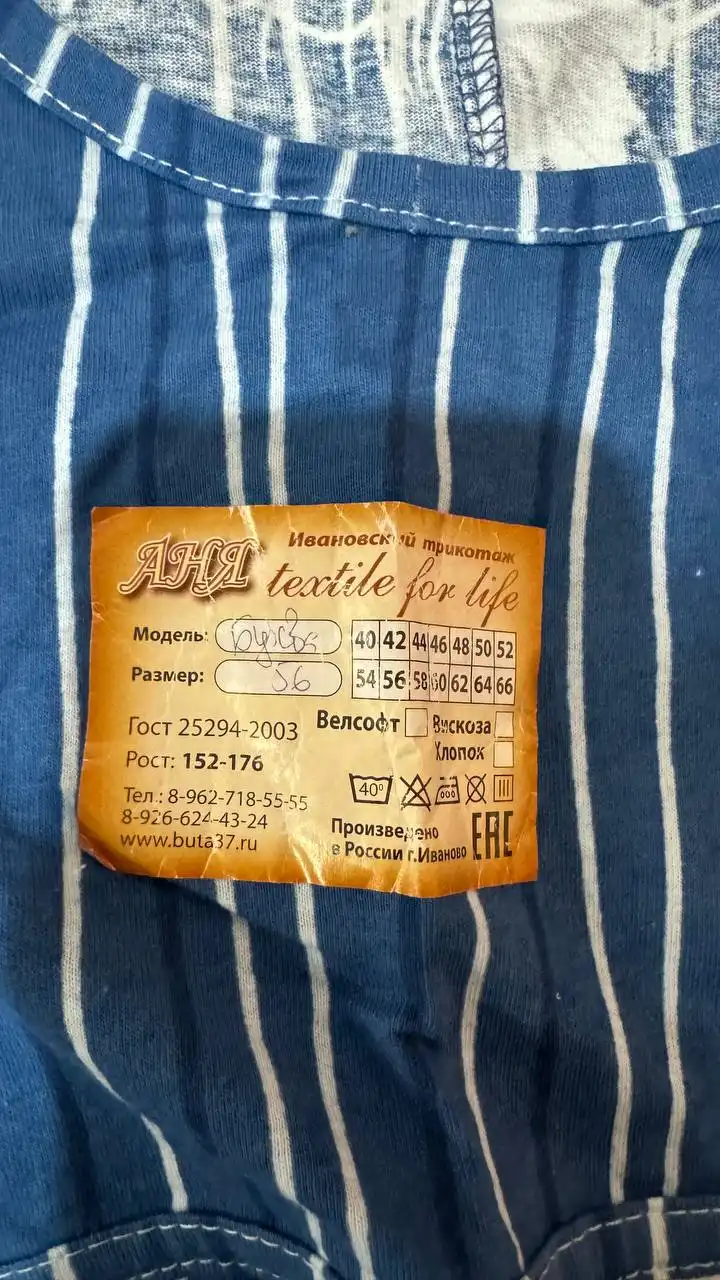 Ивановский трикотаж
АНЯ textile for life
Модель:
40 42 44 46 48 50 52
Размер: 56
54 56 58 60 62 64 66
Гост 25294-2003
Велсофт Вискоза
Хлопок
Рост: 152-176
40°
Тел.: 8-962-718-55-55
8-926-624-43-24
www.buta37.ru
Произведено
в России г.Иваново
EAC